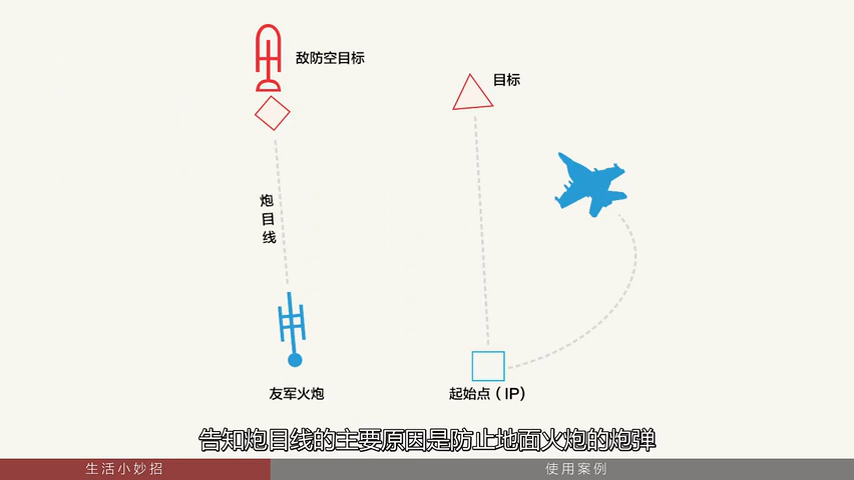 敌防空目标
目标
炮目线
友军火炮
起始点（IP）
告知炮目线的主要原因是防止地面火炮的炮弹
生活小妙招
使用案例